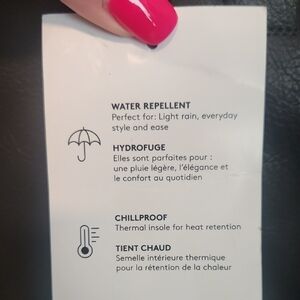 WATER REPELLENT
Perfect for: Light rain, everyday
style and ease
HYDROFUGE
Elles sont parfaites pour :
une pluie légère, l'élégance et
le confort au quotidien
CHILLPROOF
Thermal insole for heat retention
TIENT CHAUD
Semelle intérieure thermique
pour la rétention de la chaleur